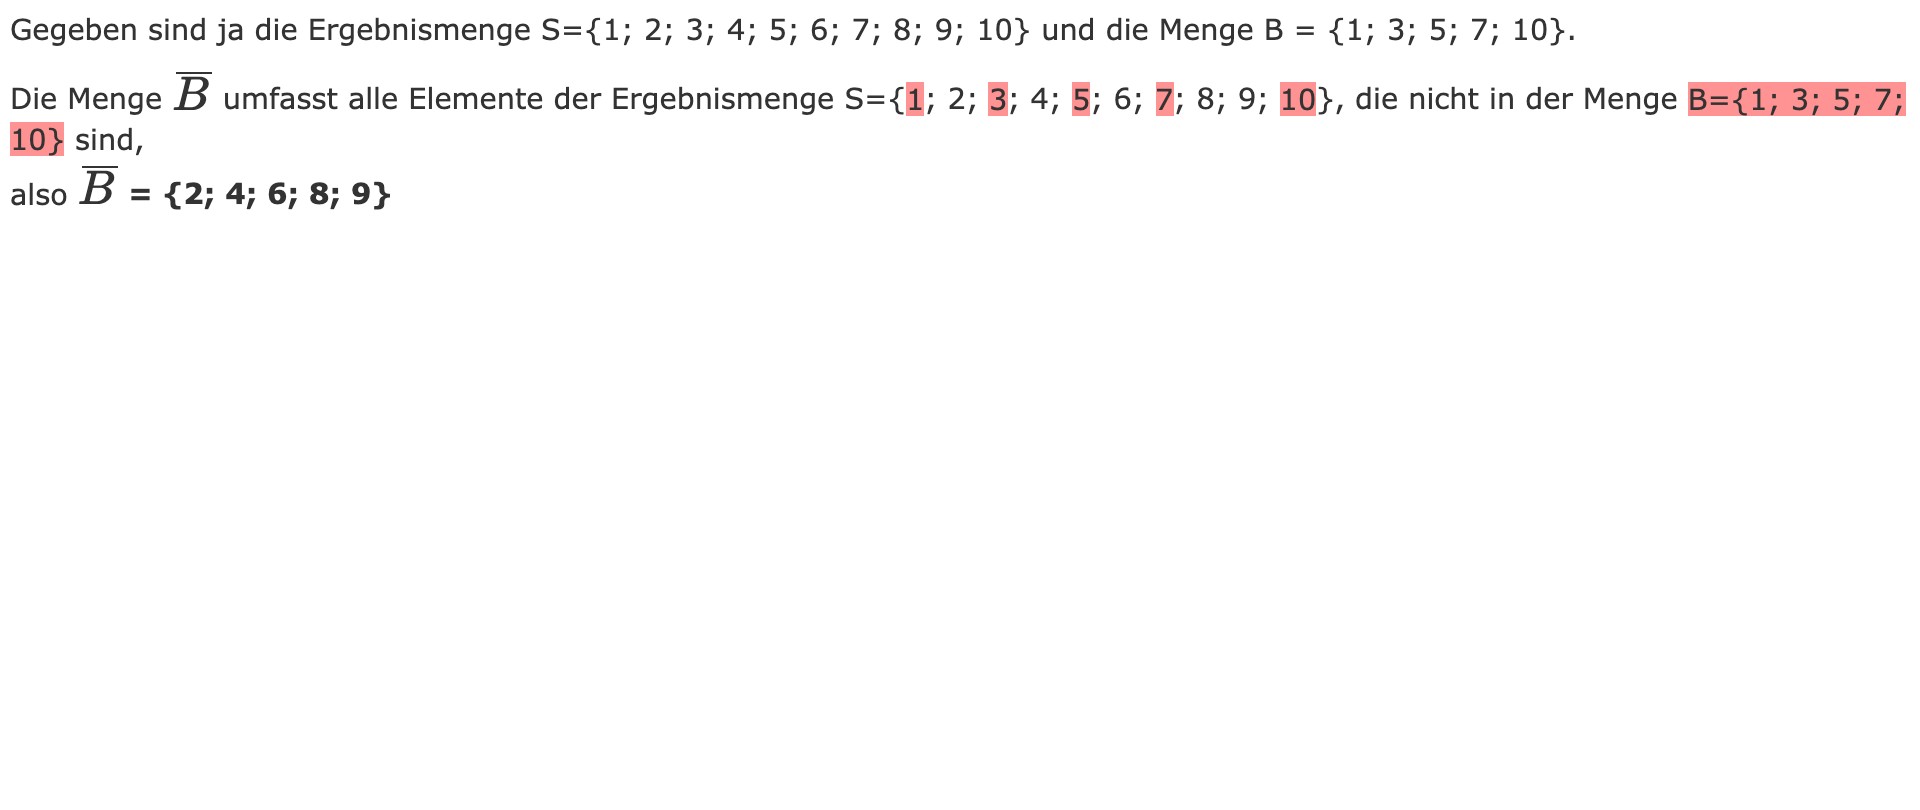 Gegeben sind ja die Ergebnismenge S={1; 2; 3; 4; 5; 6; 7; 8; 9; 10} und die Menge B = {1; 3; 5; 7; 10}.
Die Menge B̅ umfasst alle Elemente der Ergebnismenge S={1; 2; 3; 4; 5; 6; 7; 8; 9; 10}, die nicht in der Menge B={1; 3; 5; 7;
10} sind,
also B̅ = {2; 4; 6; 8; 9}